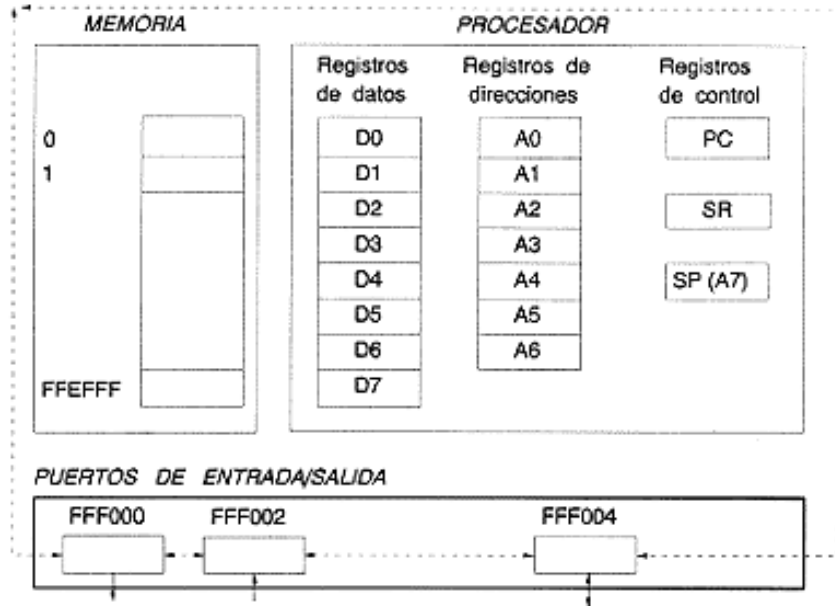 MEMORIA
PROCESADOR
Registros de datos
Registros de direcciones
Registros de control
0
1
FFEFFF
D0
D1
D2
D3
D4
D5
D6
D7
A0
A1
A2
A3
A4
A5
A6
PC
SR
SP (A7)
PUERTOS DE ENTRADA/SALIDA
FFF000
FFF002
FFF004